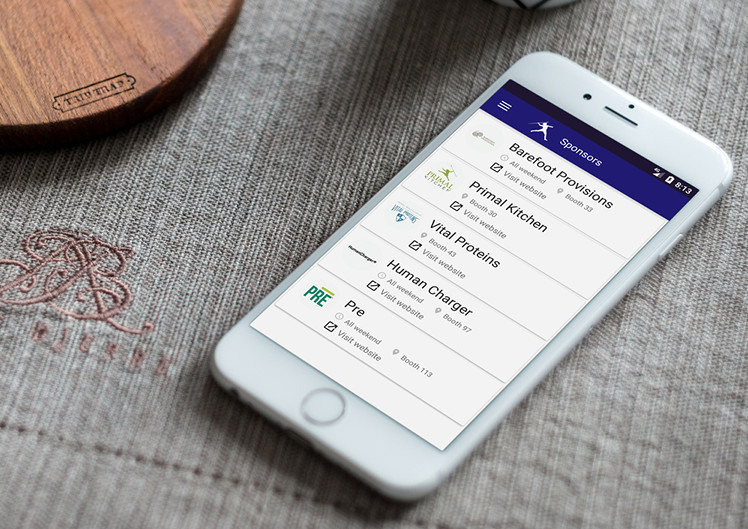 8:13
Sponsors
Barefoot Provisions
All weekend
Booth 33
Visit website
PRIMAL
KITCHEN
Primal Kitchen
Booth 30
Visit website
VITAL PROTEINS
Vital Proteins
Booth 43
Visit website
HumanCharger
Human Charger
All weekend
Booth 97
Visit website
PRE
Pre
All weekend
Booth 113
Visit website